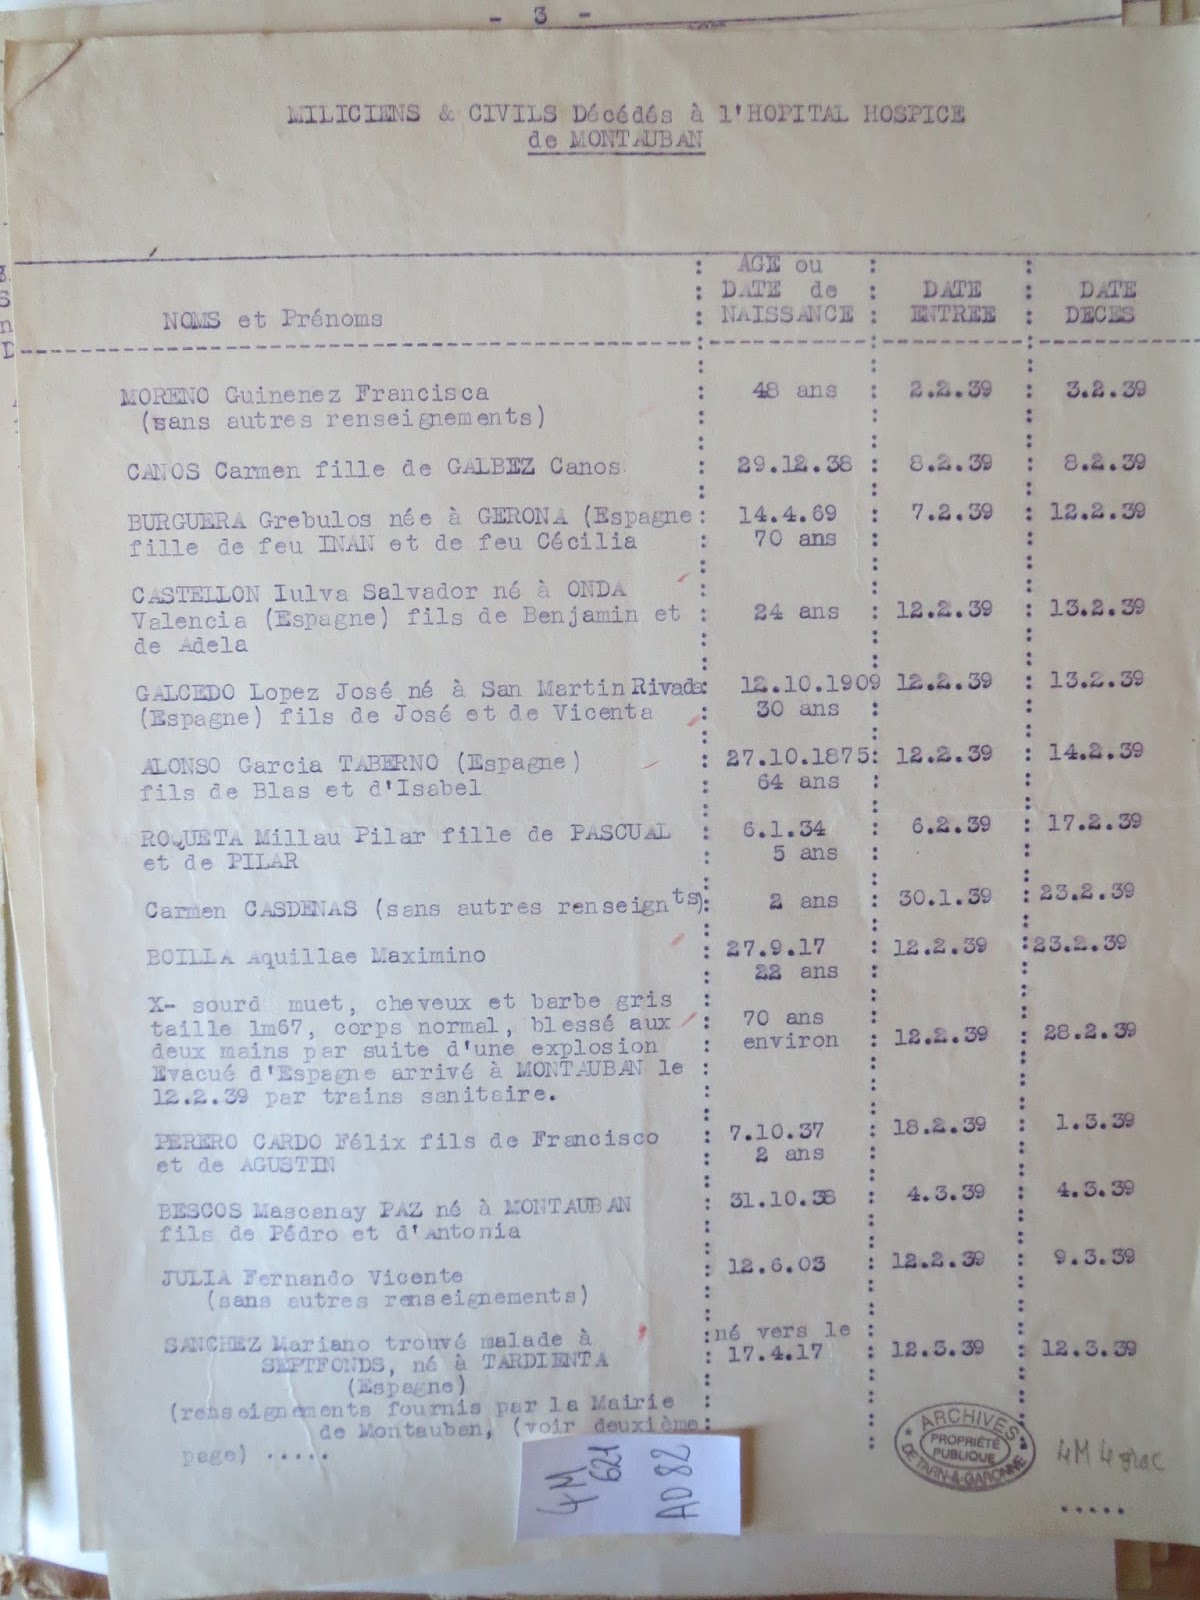 - 3 -
MILICIENS & CIVILS Décédés à l'HOPITAL HOSPICE
de MONTAUBAN
NOMS et Prénoms : AGE ou DATE de NAISSANCE : DATE ENTREE : DATE DECES
MORENO Guinenez Francisca : 48 ans : 2.2.39 : 3.2.39
(sans autres renseignements)
CANOS Carmen fille de GALBEZ Canos : 29.12.38 : 8.2.39 : 8.2.39
BURGUERA Grebulos née à GERONA (Espagne : 14.4.69 : 7.2.39 : 12.2.39
fille de feu INAN et de feu Cécilia : 70 ans
CASTELLON Iulva Salvador né à ONDA
Valencia (Espagne) fils de Benjamin et : 24 ans : 12.2.39 : 13.2.39
de Adela
GALCEDO Lopez José né à San Martin Rivada : 12.10.1909 12.2.39 : 13.2.39
(Espagne) fils de José et de Vicenta : 30 ans :
ALONSO Garcia TABERNO (Espagne) : 27.10.1875 : 12.2.39 : 14.2.39
fils de Blas et d'Isabel : 64 ans
ROQUETA Millau Pilar fille de PASCUAL : 6.1.34 : 6.2.39 : 17.2.39
et de PILAR : 5 ans :
Carmen CASDENAS (sans autres renseignts) : 2 ans : 30.1.39 : 23.2.39
BOILLA Aquillae Maximino : 27.9.17 : 12.2.39 : 23.2.39
22 ans
X- sourd muet, cheveux et barbe gris
taille 1m67, corps normal, blessé aux : 70 ans
deux mains par suite d'une explosion : environ : 12.2.39 : 28.2.39
Evacué d'Espagne arrivé à MONTAUBAN le
12.2.39 par trains sanitaire.
PERERO CARDO Félix fils de Francisco : 7.10.37 : 18.2.39 : 1.3.39
et de AGUSTIN : 2 ans
BESCOS Mascenay PAZ né à MONTAUBAN : 31.10.38 : 4.3.39 : 4.3.39
fils de Pédro et d'Antonia
JULIA Fernando Vicente : 12.6.03 : 12.2.39 : 9.3.39
(sans autres renseignements)
SANCHEZ Mariano trouvé malade à : né vers le
SEPTFONDS, né à TARDIENTA : 17.4.17 : 12.3.39 : 12.3.39
(Espagne)
(renseignements fournis par la Mairie
de Montauban, (voir deuxième
page) .....
ARCHIVES
PROPRIÉTÉ
PUBLIQUE
DE TARN-&-GARONNE
4M
.....
4M
621
AD 82